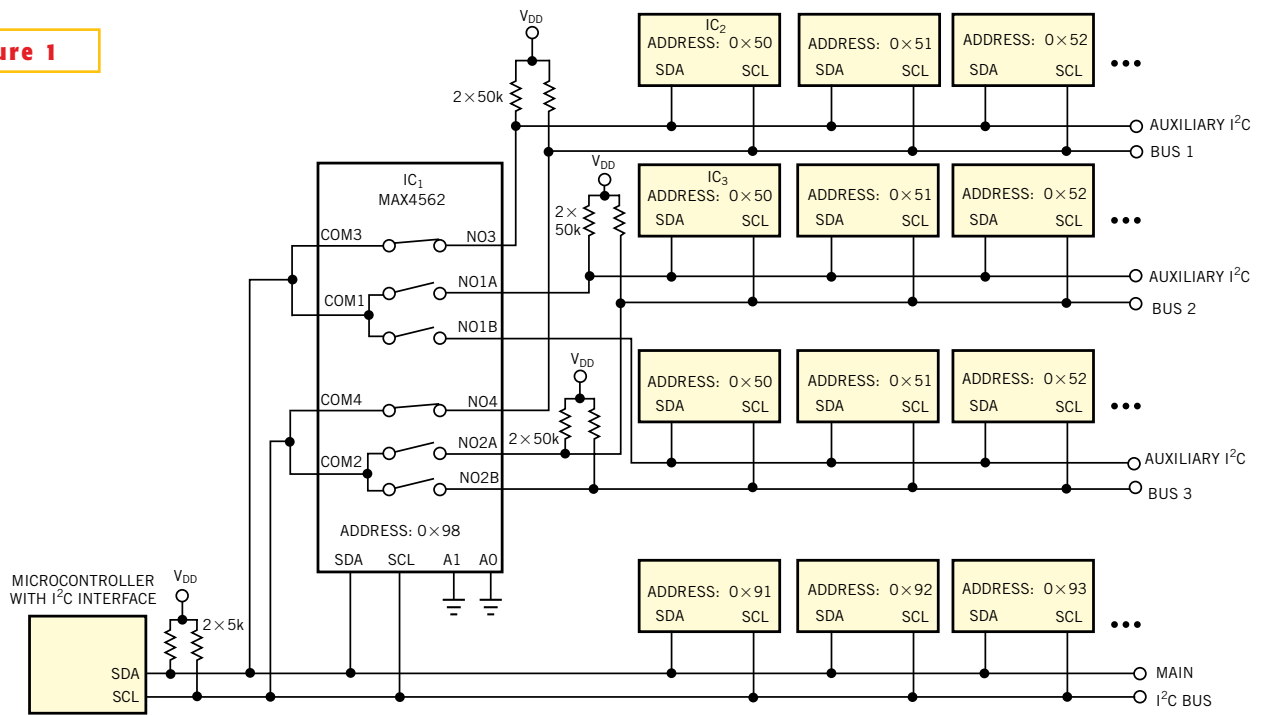 ure 1
V_DD
2×50k
IC₂
ADDRESS: 0×50
SDA SCL
ADDRESS: 0×51
SDA SCL
ADDRESS: 0×52
SDA SCL
•••
AUXILIARY I²C
BUS 1
V_DD
2×
50k
IC₃
ADDRESS: 0×50
SDA SCL
ADDRESS: 0×51
SDA SCL
ADDRESS: 0×52
SDA SCL
•••
AUXILIARY I²C
BUS 2
IC₁
MAX4562
COM3 NO3
NO1A
COM1
NO1B
COM4 NO4
NO2A
COM2
NO2B
ADDRESS: 0×98
SDA SCL A1 A0
V_DD
2×50k
ADDRESS: 0×50
SDA SCL
ADDRESS: 0×51
SDA SCL
ADDRESS: 0×52
SDA SCL
•••
AUXILIARY I²C
BUS 3
MICROCONTROLLER
WITH I²C INTERFACE
V_DD
2×5k
SDA
SCL
ADDRESS: 0×91
SDA SCL
ADDRESS: 0×92
SDA SCL
ADDRESS: 0×93
SDA SCL
•••
MAIN
I²C BUS